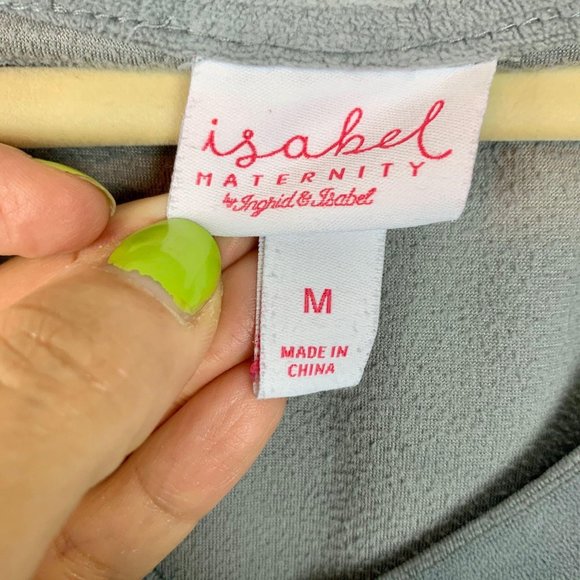 isabel
MATERNITY
by Ingrid & Isabel
M
MADE IN
CHINA